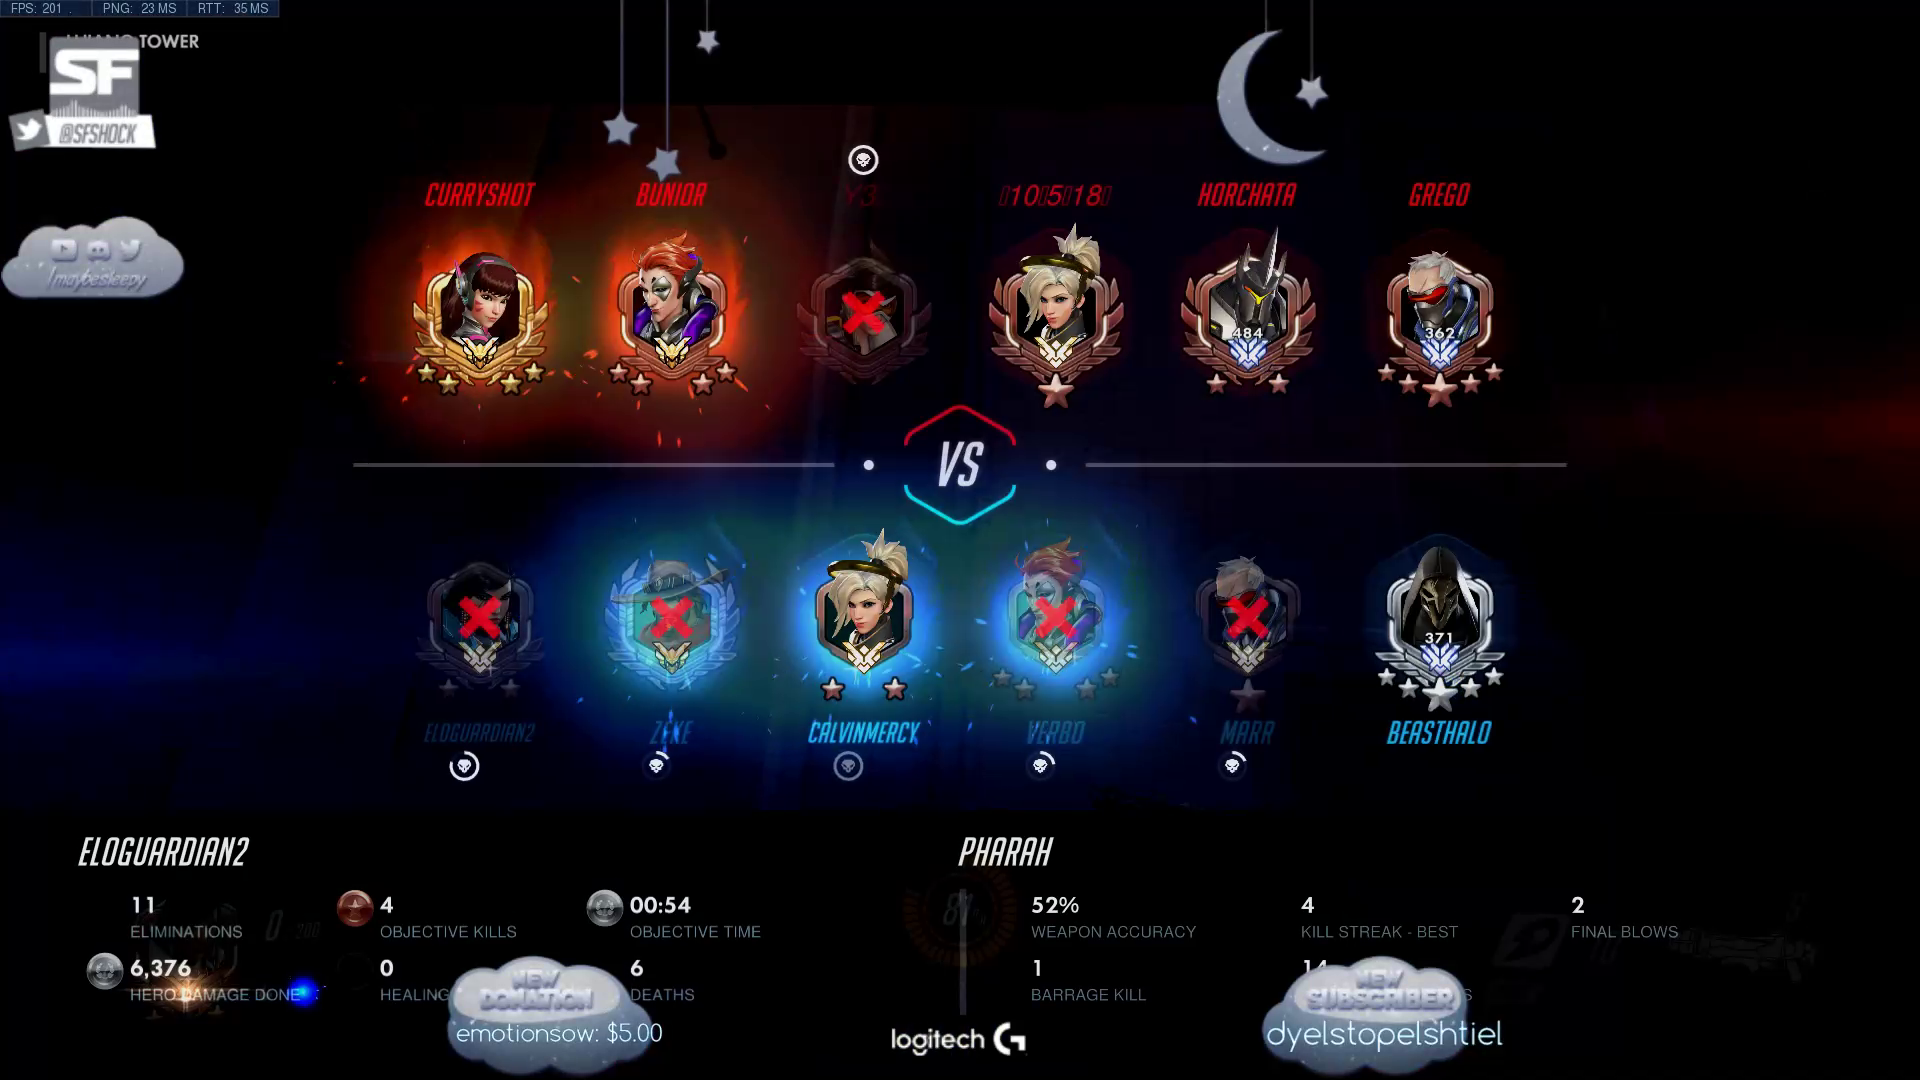 FPS: 201 PNG: 23 MS RTT: 35 MS
TOWER
SF
@SFSHOCK
/maybesleepy
CURRYSHOT BUNIOR Y3 10 5 18 HORCHATA GREGO
484 362
VS
371
ELOGUARDIAN2 ZEKE CALVINMERCY VERBO MARR BEASTHALO
ELOGUARDIAN2 PHARAH
11 4 00:54 52% 4 2
ELIMINATIONS OBJECTIVE KILLS OBJECTIVE TIME WEAPON ACCURACY KILL STREAK - BEST FINAL BLOWS
6,376 0 6 1 14
HERO DAMAGE DONE HEALING DEATHS BARRAGE KILL
NEW DONATION
emotionsow: $5.00
logitech G
NEW SUBSCRIBER
dyelstopelshtiel